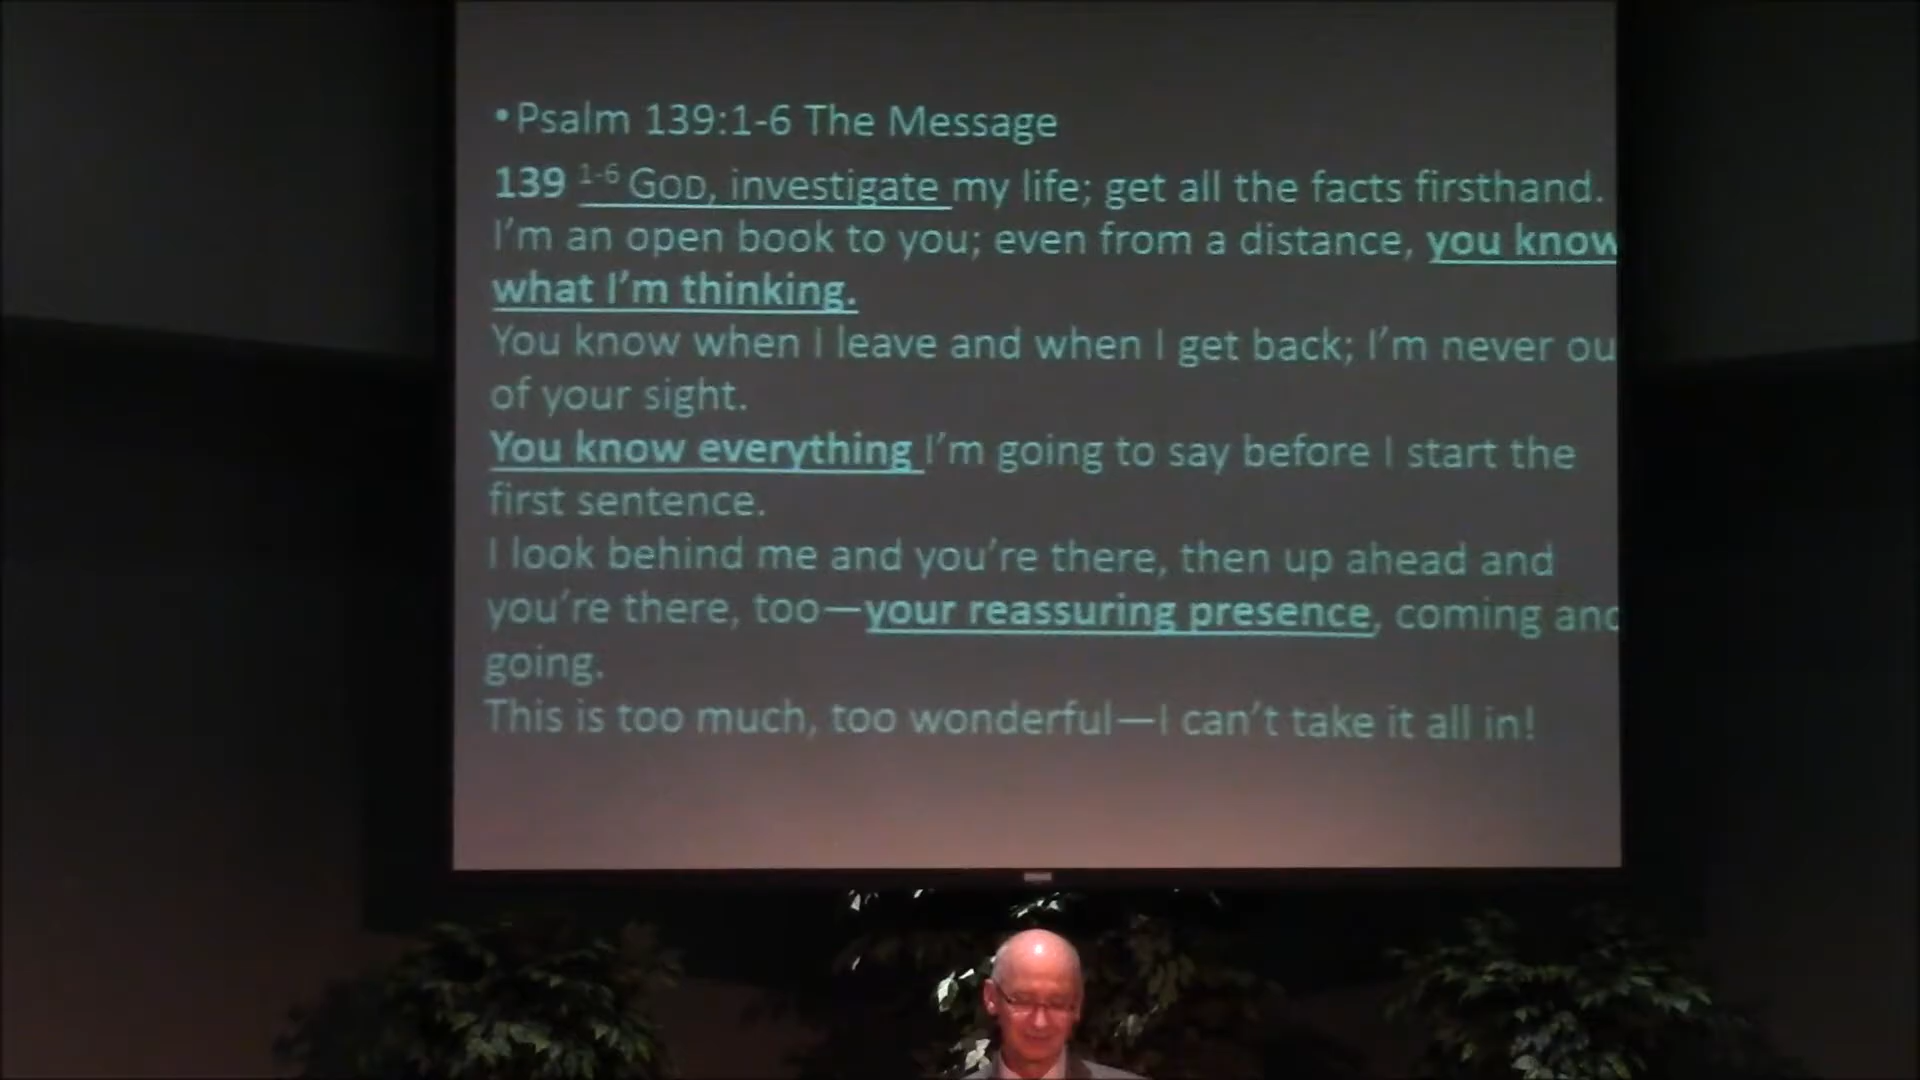 •Psalm 139:1-6 The Message
139 1-6 GOD, investigate my life; get all the facts firsthand.
I'm an open book to you; even from a distance, you know
what I'm thinking.
You know when I leave and when I get back; I'm never ou
of your sight.
You know everything I'm going to say before I start the
first sentence.
I look behind me and you're there, then up ahead and
you're there, too—your reassuring presence, coming and
going.
This is too much, too wonderful—I can't take it all in!